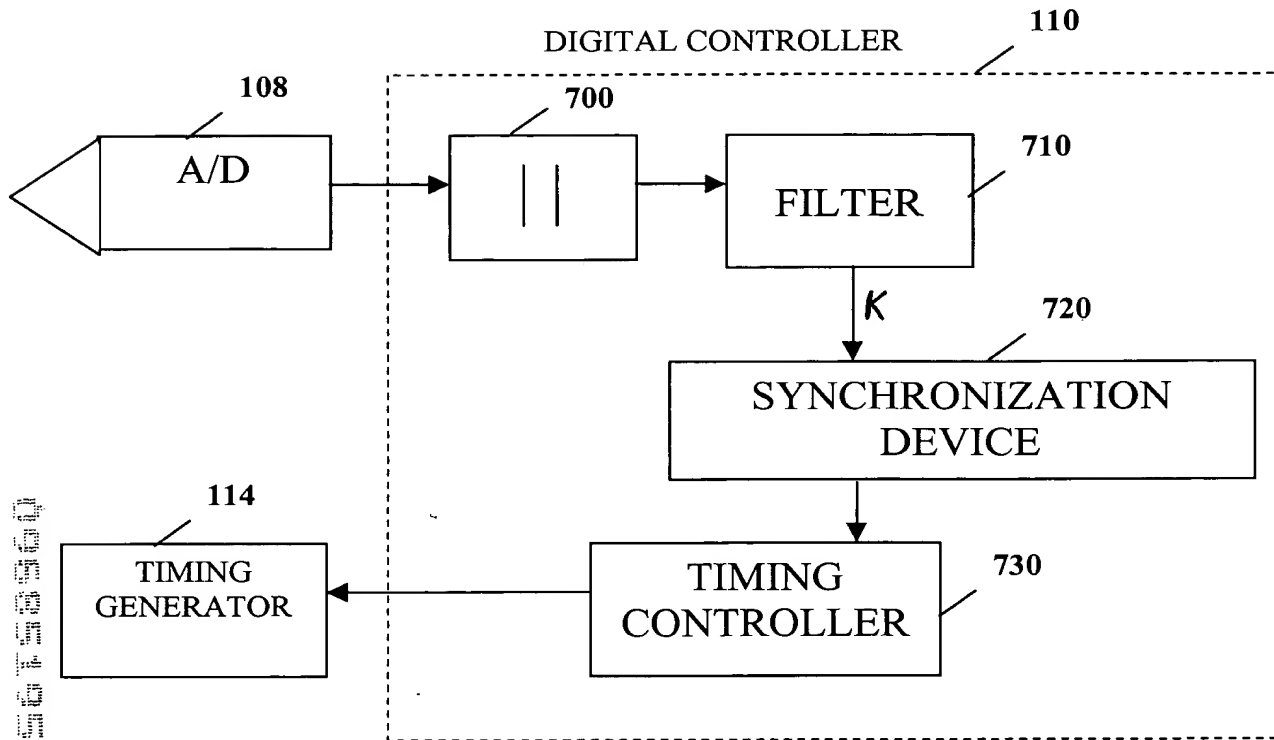 110
DIGITAL CONTROLLER
108
700
A/D
| |
710
FILTER
K
720
SYNCHRONIZATION
DEVICE
114
TIMING
GENERATOR
TIMING
CONTROLLER
730